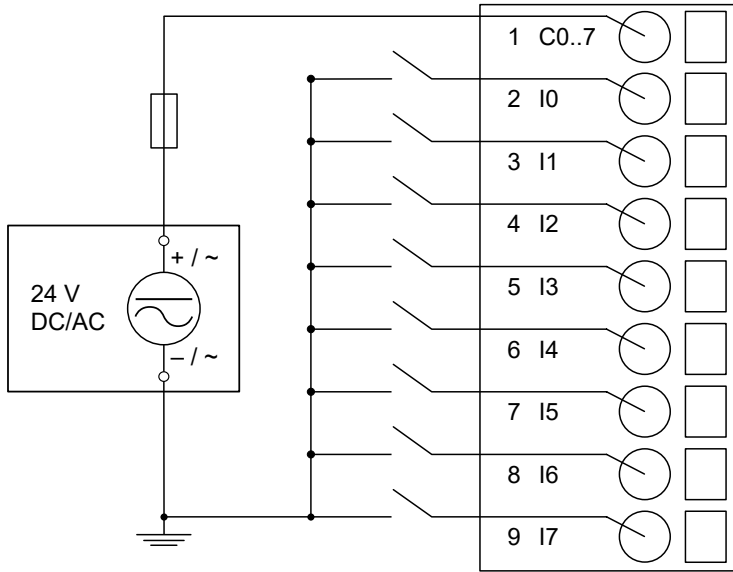 1 C0..7
2 I0
3 I1
4 I2
5 I3
6 I4
7 I5
8 I6
9 I7
+ / ~
24 V
DC/AC
– / ~